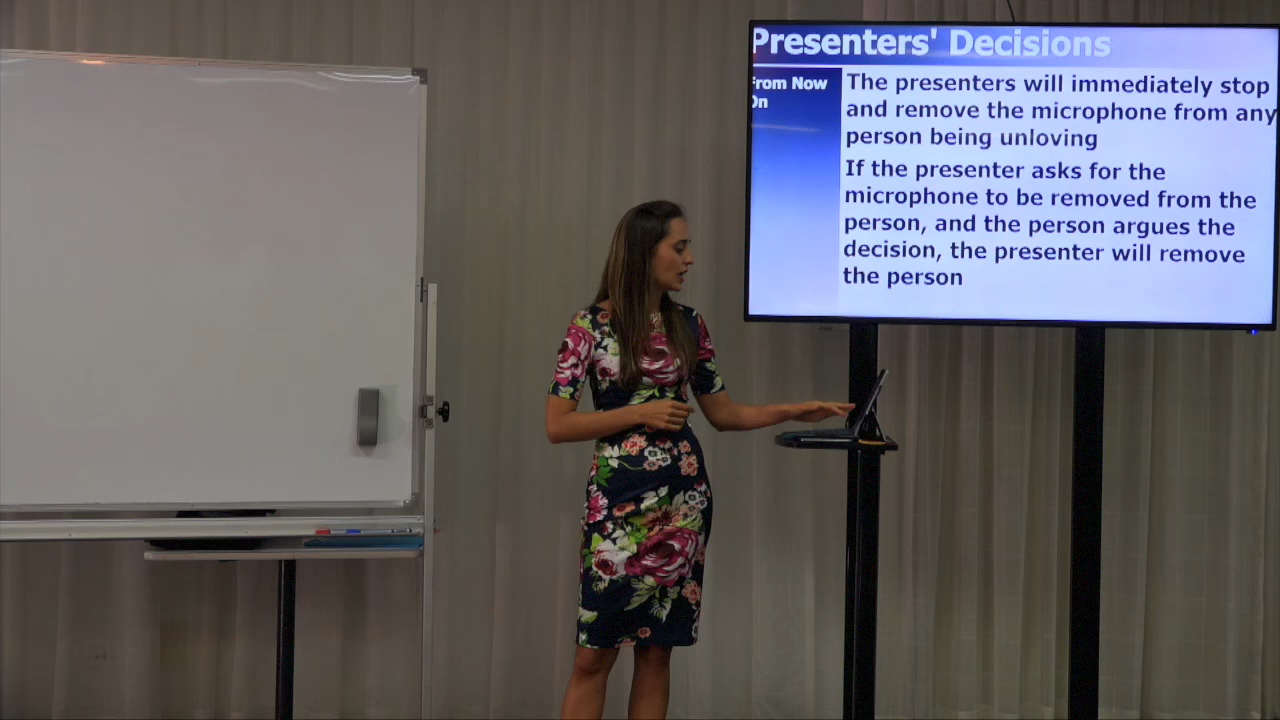 Presenters' Decisions
From Now
On
The presenters will immediately stop
and remove the microphone from any
person being unloving
If the presenter asks for the
microphone to be removed from the
person, and the person argues the
decision, the presenter will remove
the person